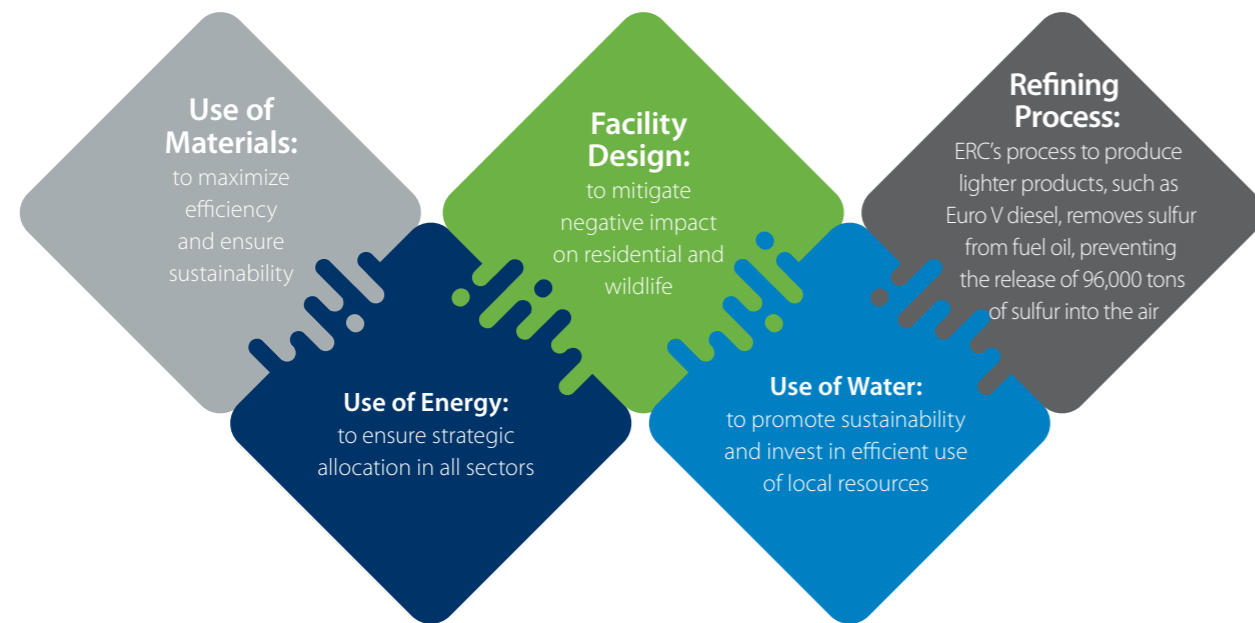 Use of
Materials:
to maximize
efficiency
and ensure
sustainability
Use of Energy:
to ensure strategic
allocation in all sectors
Facility
Design:
to mitigate
negative impact
on residential and
wildlife
Use of Water:
to promote sustainability
and invest in efficient use
of local resources
Refining
Process:
ERC's process to produce
lighter products, such as
Euro V diesel, removes sulfur
from fuel oil, preventing
the release of 96,000 tons
of sulfur into the air